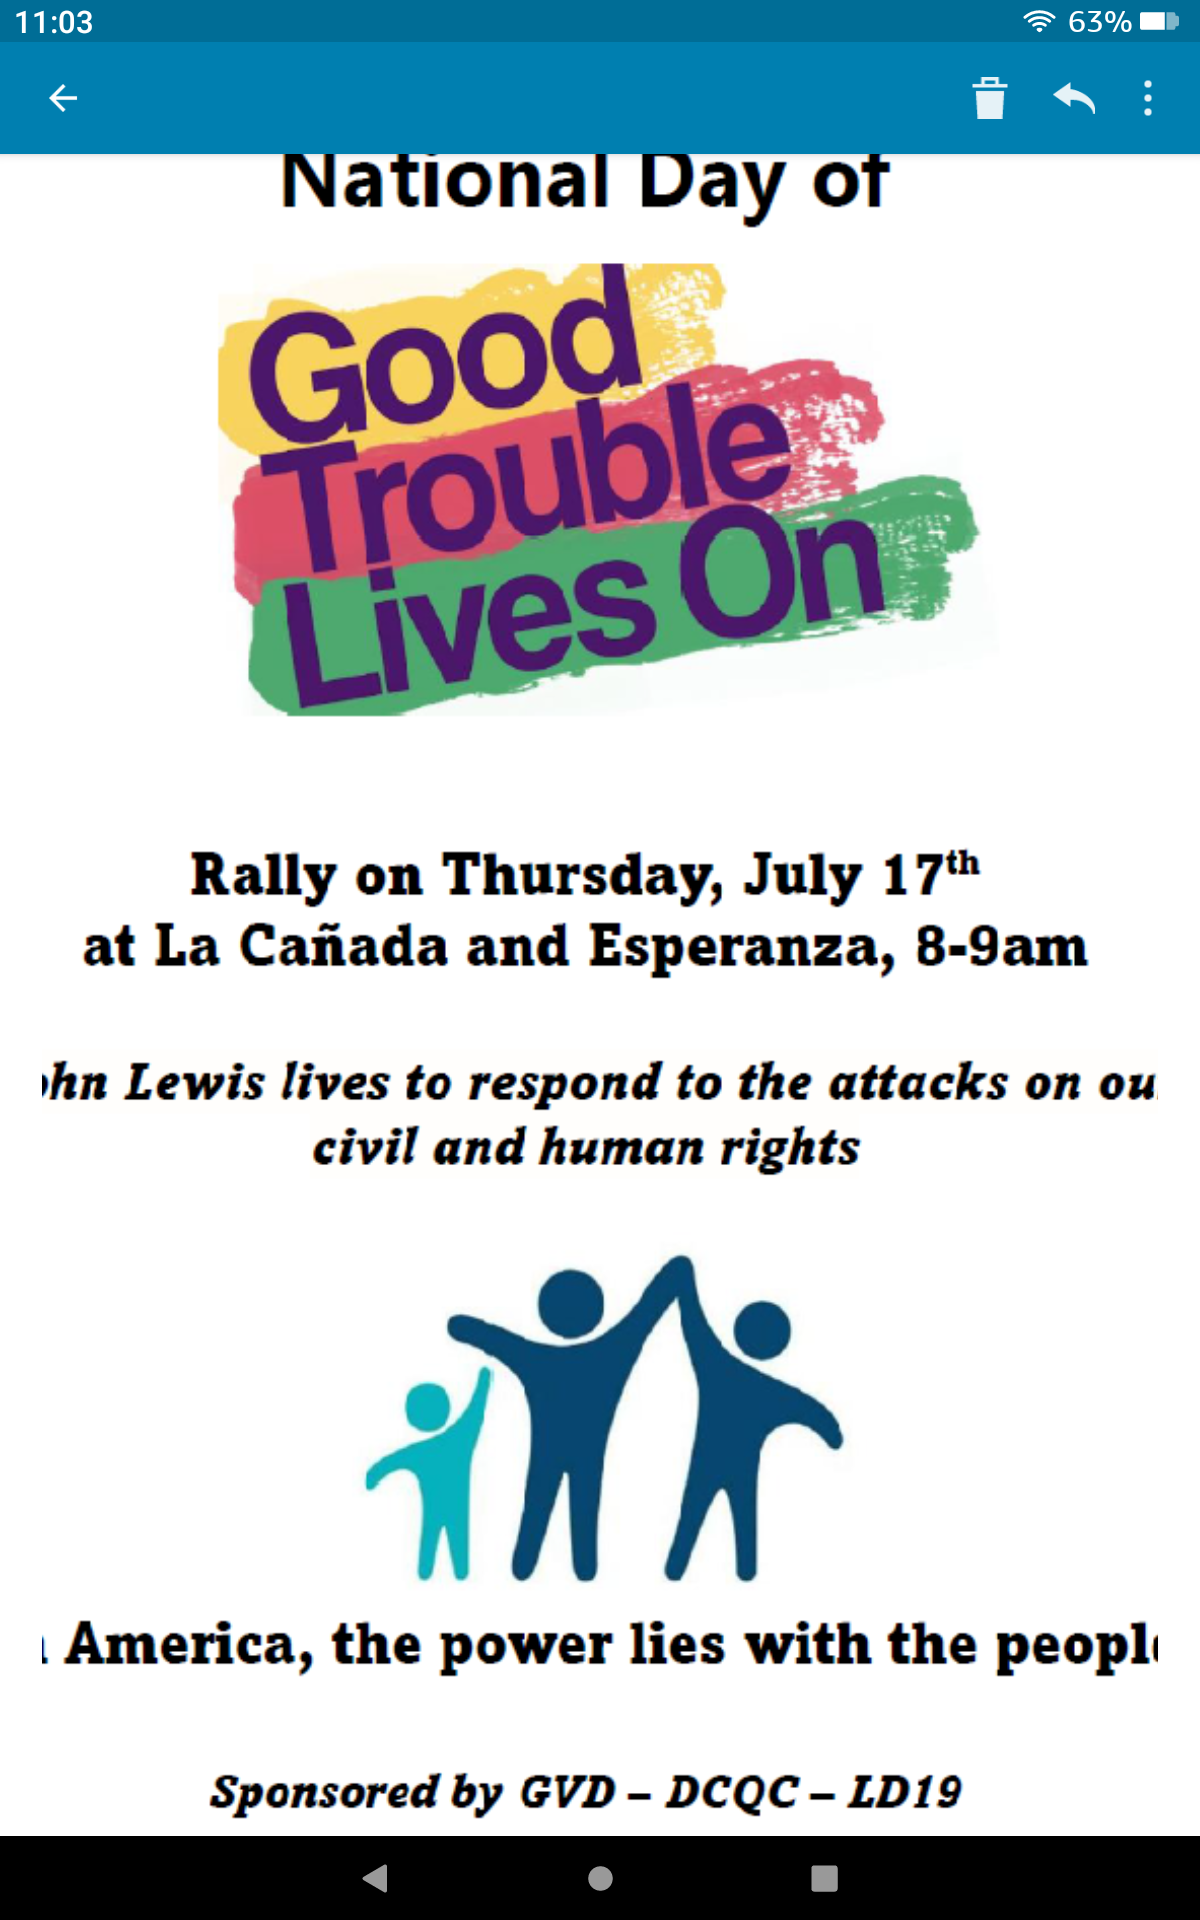 11:03
63%
National Day of
Good
Trouble
Lives On
Rally on Thursday, July 17th
at La Cañada and Esperanza, 8-9am
Lewis lives to respond to the attacks on
civil and human rights
America, the power lies with the
Sponsored by GVD – DCQC – LD19